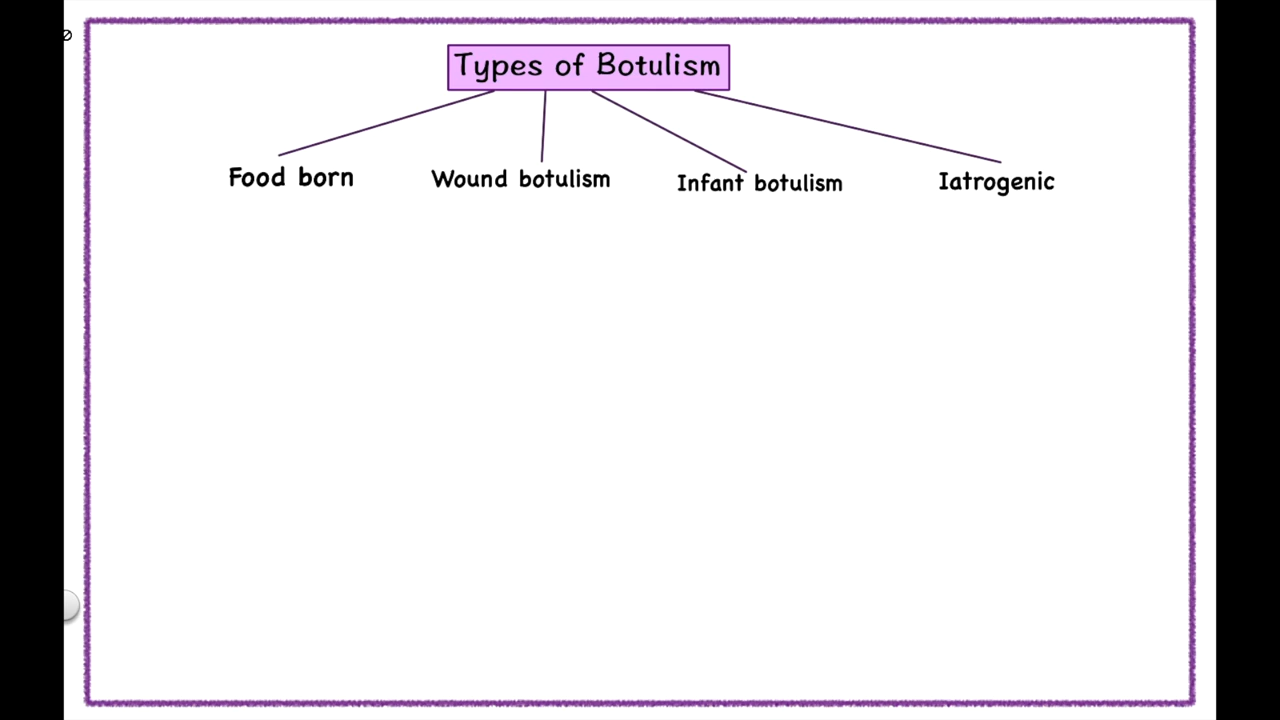 Types of Botulism
Food born
Wound botulism
Infant botulism
Iatrogenic